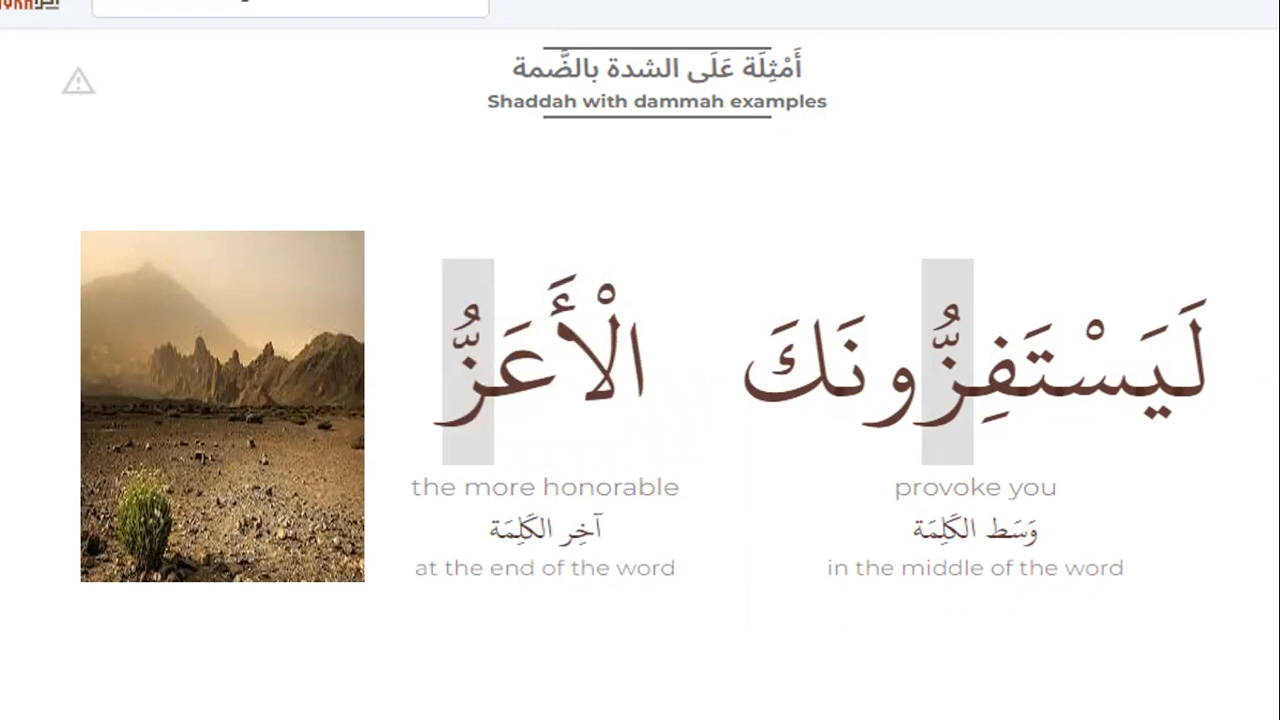 أَمْثِلَة عَلَى الشدة بالضَّمة
Shaddah with dammah examples
لَيَسْتَفِزُّونَكَ
الْأَعَزُّ
provoke you
the more honorable
وَسَط الكَلِمَة
آخِر الكَلِمَة
in the middle of the word
at the end of the word